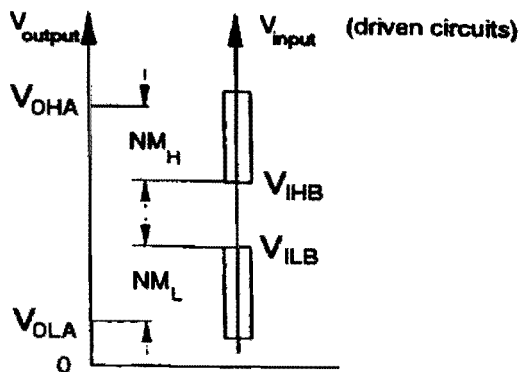 V_output V_input (driven circuits)
V_OHA
NM_H
V_IHB
V_ILB
NM_L
V_OLA
0